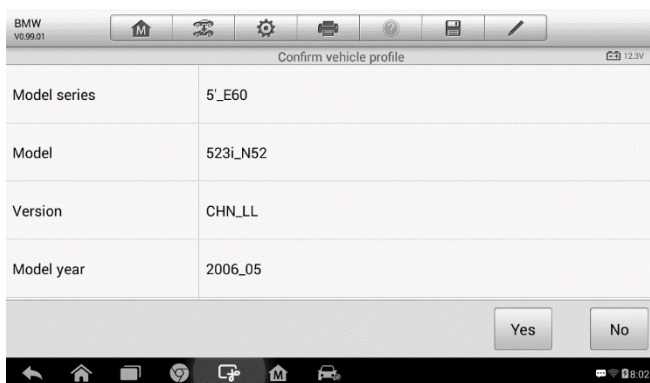 BMW
V0.99.01
Confirm vehicle profile
12.3V
Model series 5'_E60
Model 523i_N52
Version CHN_LL
Model year 2006_05
Yes No
8:02